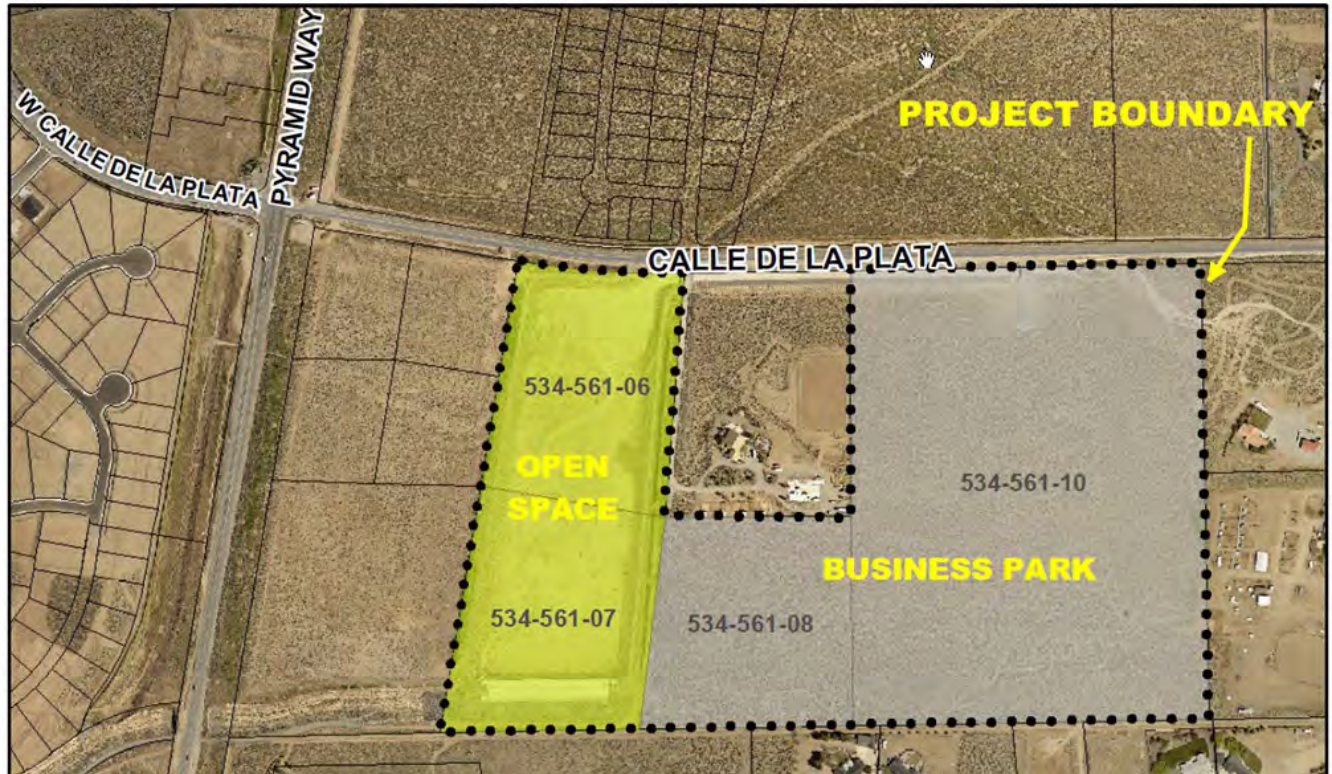 PYRAMID WAY
W CALLE DE LA PLATA
PROJECT BOUNDARY
CALLE DE LA PLATA
534-561-06
OPEN
SPACE
534-561-10
BUSINESS PARK
534-561-07
534-561-08